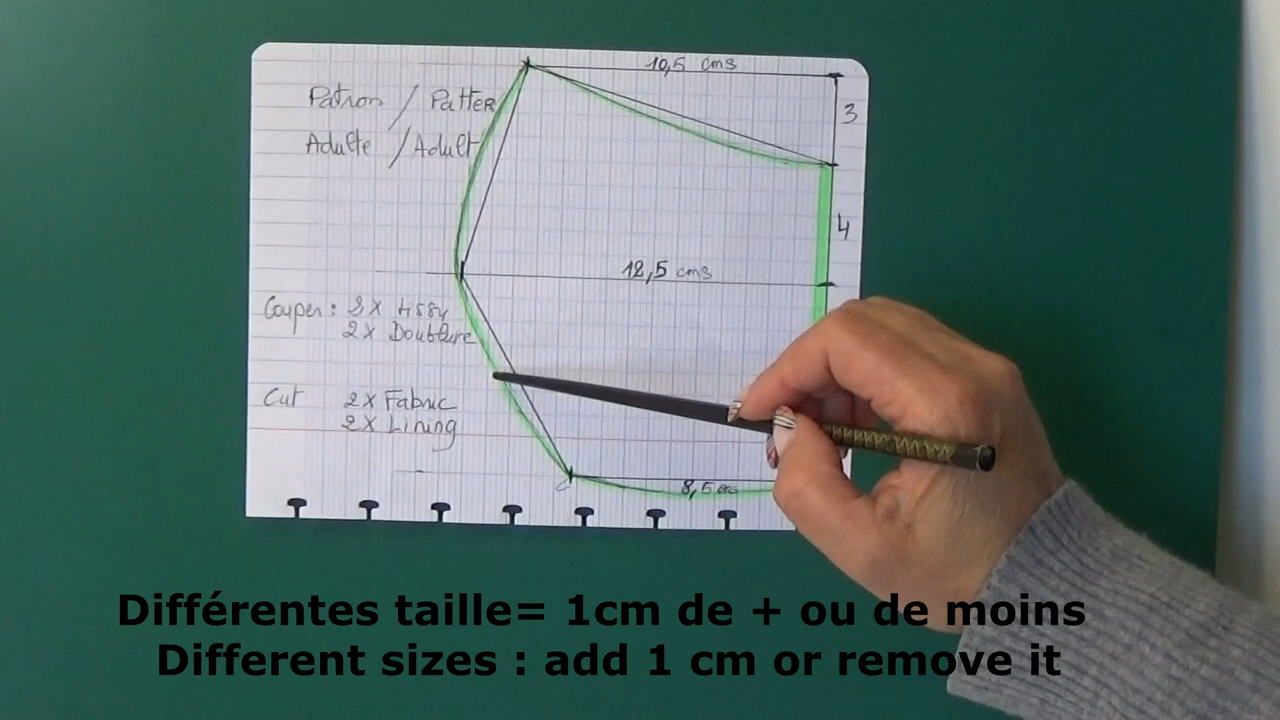 10,5 cms
Patron / Patter
3
Adulte / Adult
4
12,5 cms
Couper : 2 x tissu
2 x Doublure
Cut 2 x Fabric
2 x Lining
8,5 cms
Différentes taille= 1cm de + ou de moins
Different sizes : add 1 cm or remove it